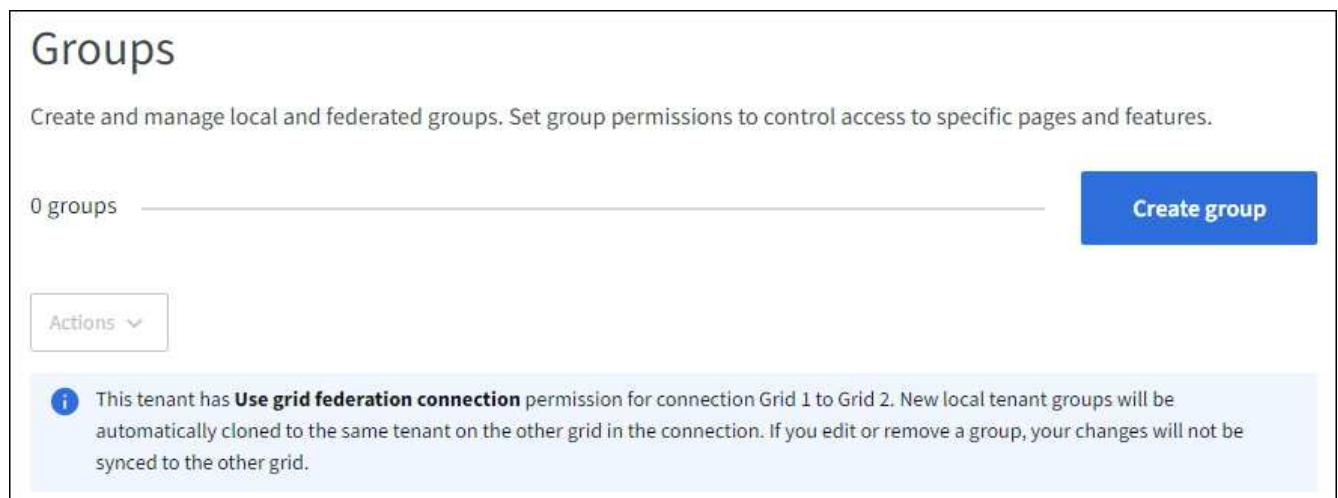 Groups
Create and manage local and federated groups. Set group permissions to control access to specific pages and features.
0 groups
Create group
Actions
This tenant has Use grid federation connection permission for connection Grid 1 to Grid 2. New local tenant groups will be
automatically cloned to the same tenant on the other grid in the connection. If you edit or remove a group, your changes will not be
synced to the other grid.